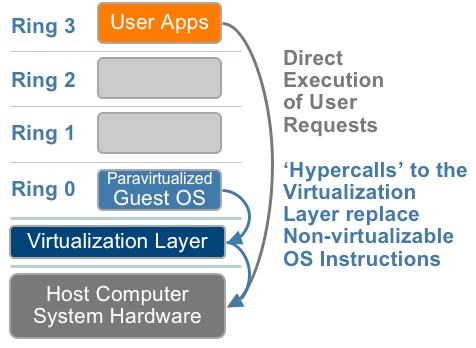 Ring 3
User Apps
Ring 2
Ring 1
Ring 0
Paravirtualized
Guest OS
Virtualization Layer
Host Computer
System Hardware
Direct
Execution
of User
Requests
‘Hypercalls’ to the
Virtualization
Layer replace
Non-virtualizable
OS Instructions